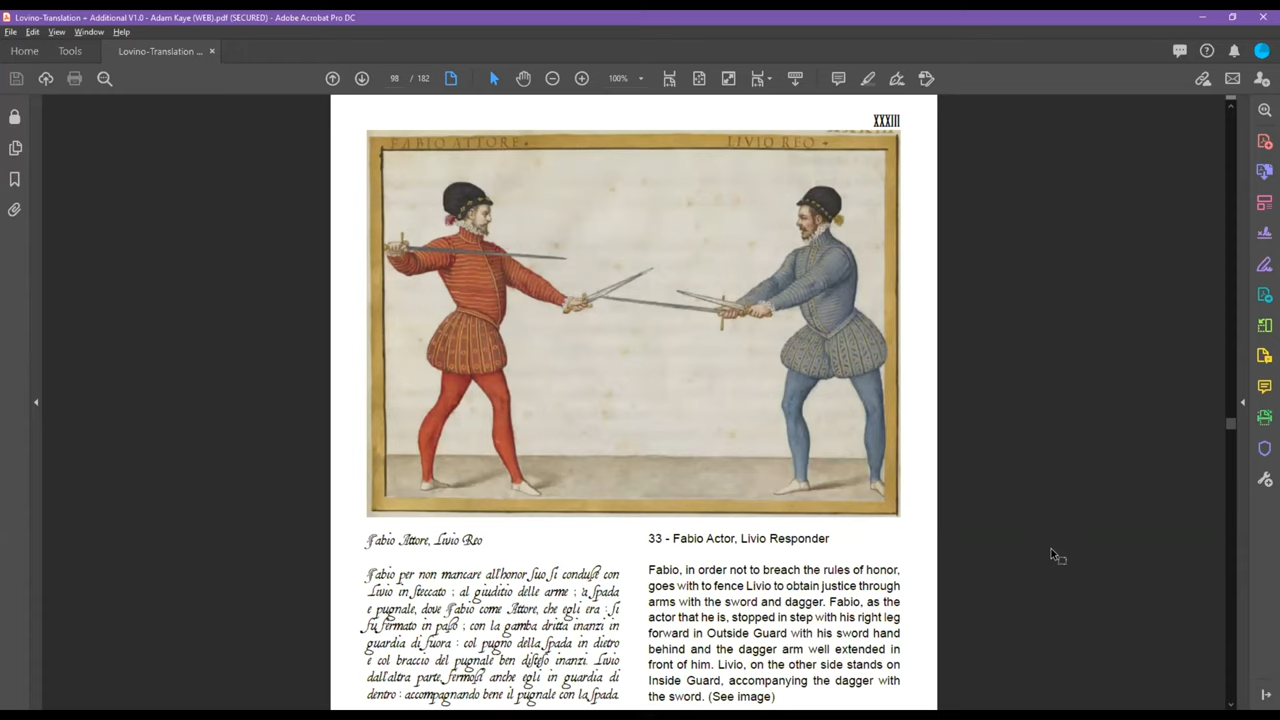 Lovino-Translation + Additional V1.0 - Adam Kaye (WEB).pdf (SECURED) - Adobe Acrobat Pro DC
File Edit View Window Help
Home Tools Lovino-Translation ... ×
98 / 182 100%
XXXIII
FABIO ATTORE · LIVIO REO ·
Fabio Attore, Livio Reo
Fabio per non mancare all'honor suo si conduse con
Livio in steccato ; al giuditio delle arme ; a spada
e pugnale, dove Fabio come Attore, che egli era : si
fu fermato in passo ; con la gamba dritta inanzi in
guardia di fuora : col pugno della spada in dietro
e col braccio del pugnale ben disteso inanzi. Livio
dall'altra parte, fermosi anche egli in guardia di
dentro : accompagnando bene il pugnale con la spada.
33 - Fabio Actor, Livio Responder
Fabio, in order not to breach the rules of honor,
goes with to fence Livio to obtain justice through
arms with the sword and dagger. Fabio, as the
actor that he is, stopped in step with his right leg
forward in Outside Guard with his sword hand
behind and the dagger arm well extended in
front of him. Livio, on the other side stands on
Inside Guard, accompanying the dagger with
the sword. (See image)